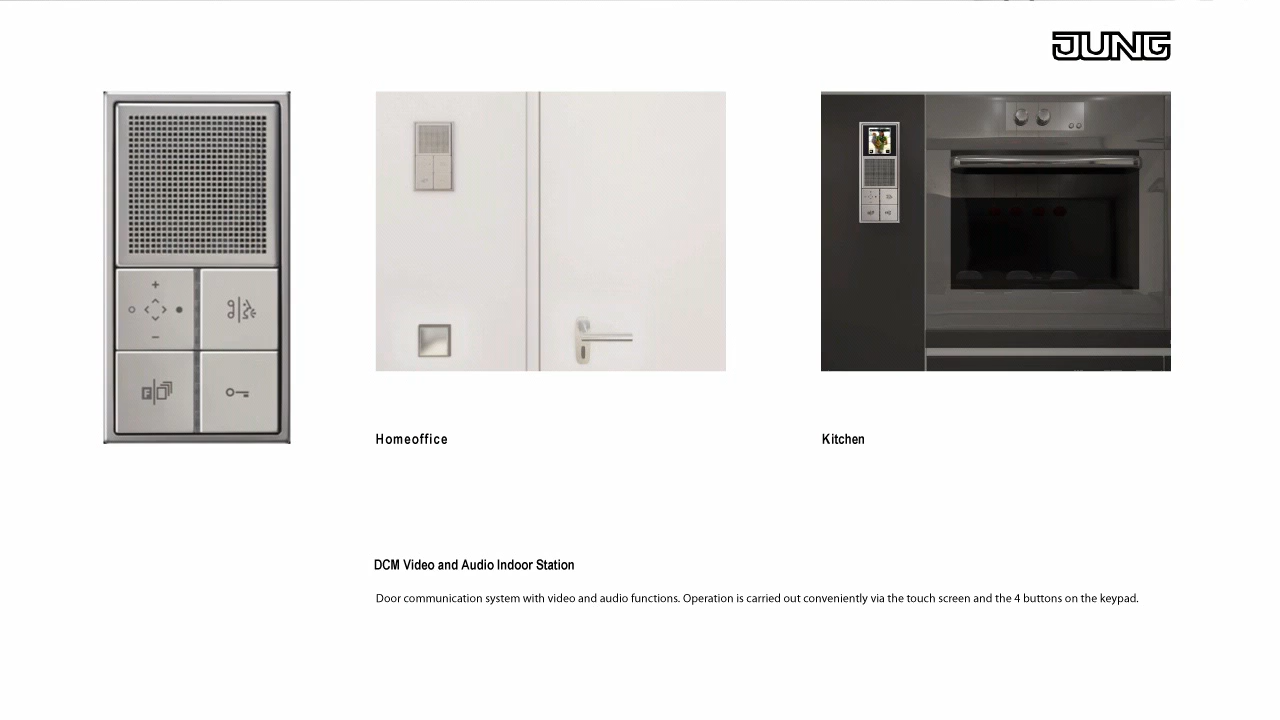 JUNG
Homeoffice
Kitchen
DCM Video and Audio Indoor Station
Door communication system with video and audio functions. Operation is carried out conveniently via the touch screen and the 4 buttons on the keypad.